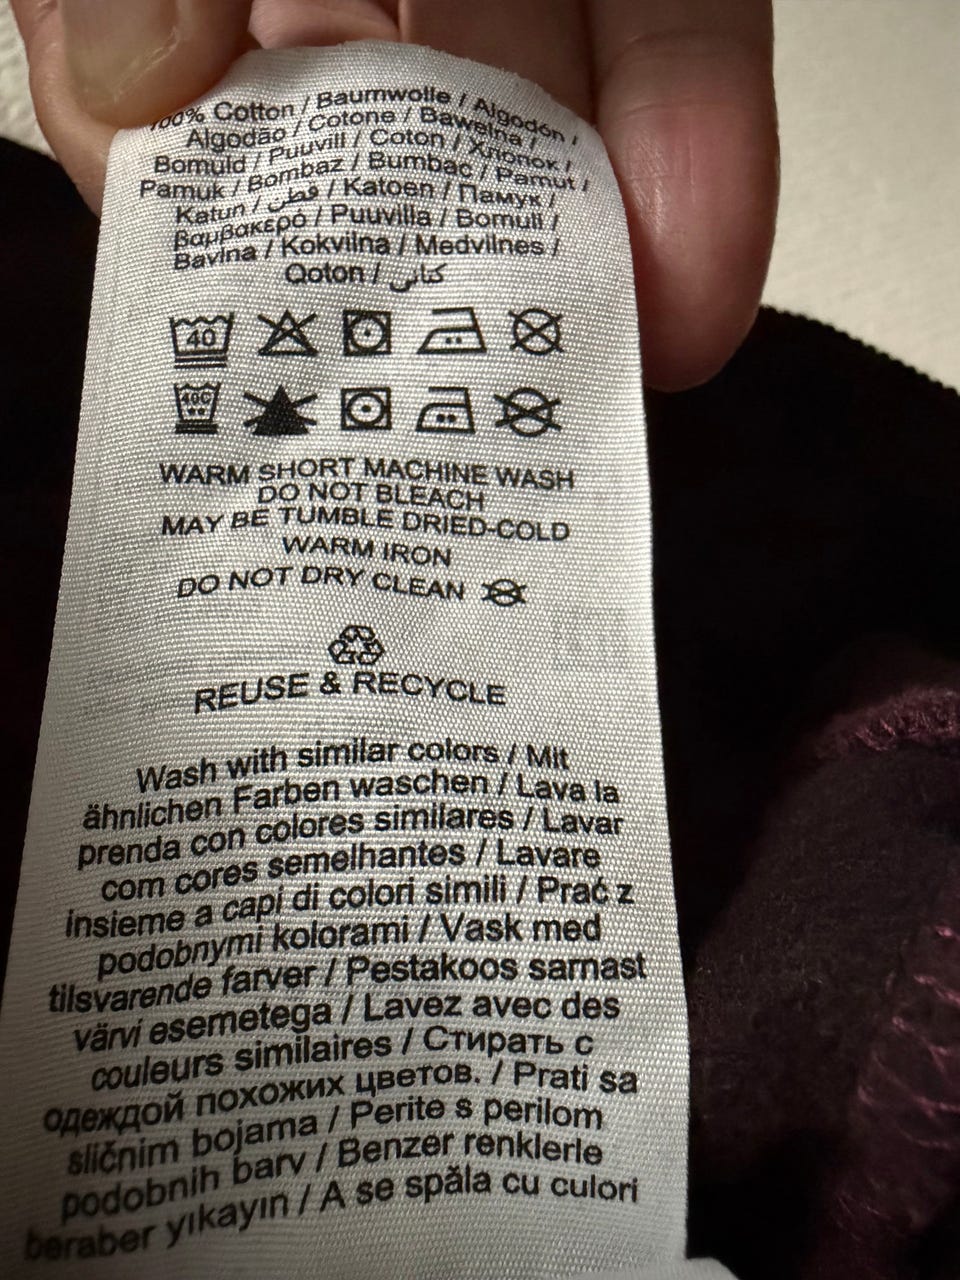 100% Cotton / Baumwolle / Algodón /
Algodão / Cotone / Bawełna /
Bomuld / Puuvill / Coton / Хлопок /
Pamuk / Bombaz / Bumbac / Pamut /
Katun / قطن / Katoen / Памук /
Βαμβακερό / Puuvilla / Bomull /
Bavlna / Kokvilna / Medvilnes /
Qoton / كتانى
40
40C
WARM SHORT MACHINE WASH
DO NOT BLEACH
MAY BE TUMBLE DRIED-COLD
WARM IRON
DO NOT DRY CLEAN
REUSE & RECYCLE
Wash with similar colors / Mit
ähnlichen Farben waschen / Lava la
prenda con colores similares / Lavar
com cores semelhantes / Lavare
insieme a capi di colori simili / Prać z
podobnymi kolorami / Vask med
tilsvarende farver / Pestakoos sarnast
värvi esemetega / Lavez avec des
couleurs similaires / Стирать с
одеждой похожих цветов. / Prati sa
sličnim bojama / Perite s perilom
podobnih barv / Benzer renklerle
beraber yıkayın / A se spăla cu culori